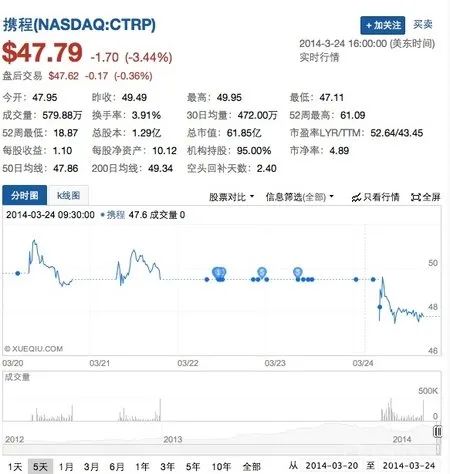 携程(NASDAQ:CTRP)
+加关注 买卖
$47.79 -1.70 (-3.44%)
2014-3-24 16:00:00 (美东时间)
实时行情
盘后交易 $47.62 -0.17 (-0.36%)
今开: 47.95 昨收: 49.49 最高: 49.95 最低: 47.11
成交量: 579.88万 换手率: 3.91% 30日均量: 472.00万 52周最高: 61.09
52周最低: 18.87 总股本: 1.29亿 总市值: 61.85亿 市盈率LYR/TTM: 52.64/43.45
每股收益: 1.10 每股净资产: 10.12 机构持股: 95.00% 市净率: 4.89
50日均线: 47.86 200日均线: 49.34 空头回补天数: 2.40
分时图 k线图 股票对比 信息筛选(全部) 只看行情 全屏
2014-03-24 09:30:00 携程 47.6 成交量 0
50
48
© XUEQIU.COM
46
03/20 03/21 03/22 03/23 03/24
成交量
500K
0
2012 2013 2014
1天 5天 1月 3月 6月 1年 3年 5年 10年 全部 从 2014-03-20 至 2014-03-24